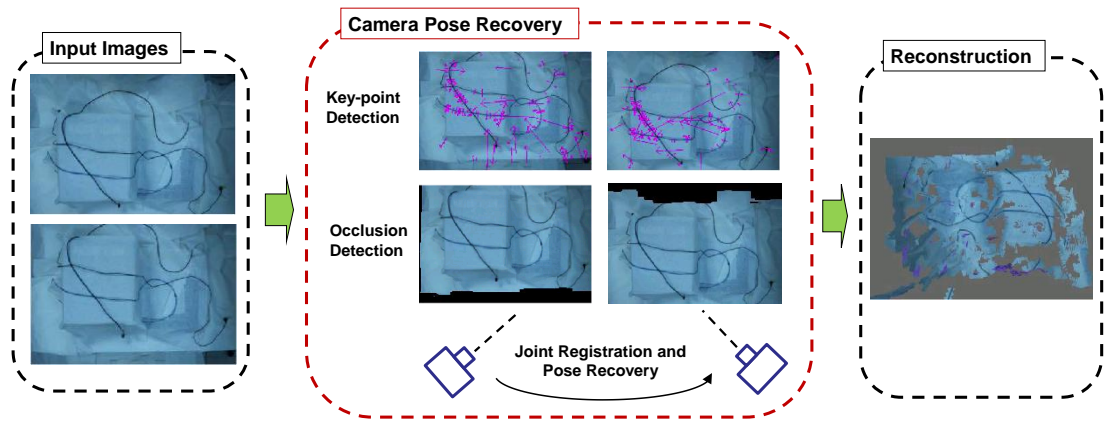 Input Images
Camera Pose Recovery
Key-point
Detection
Occlusion
Detection
Joint Registration and
Pose Recovery
Reconstruction